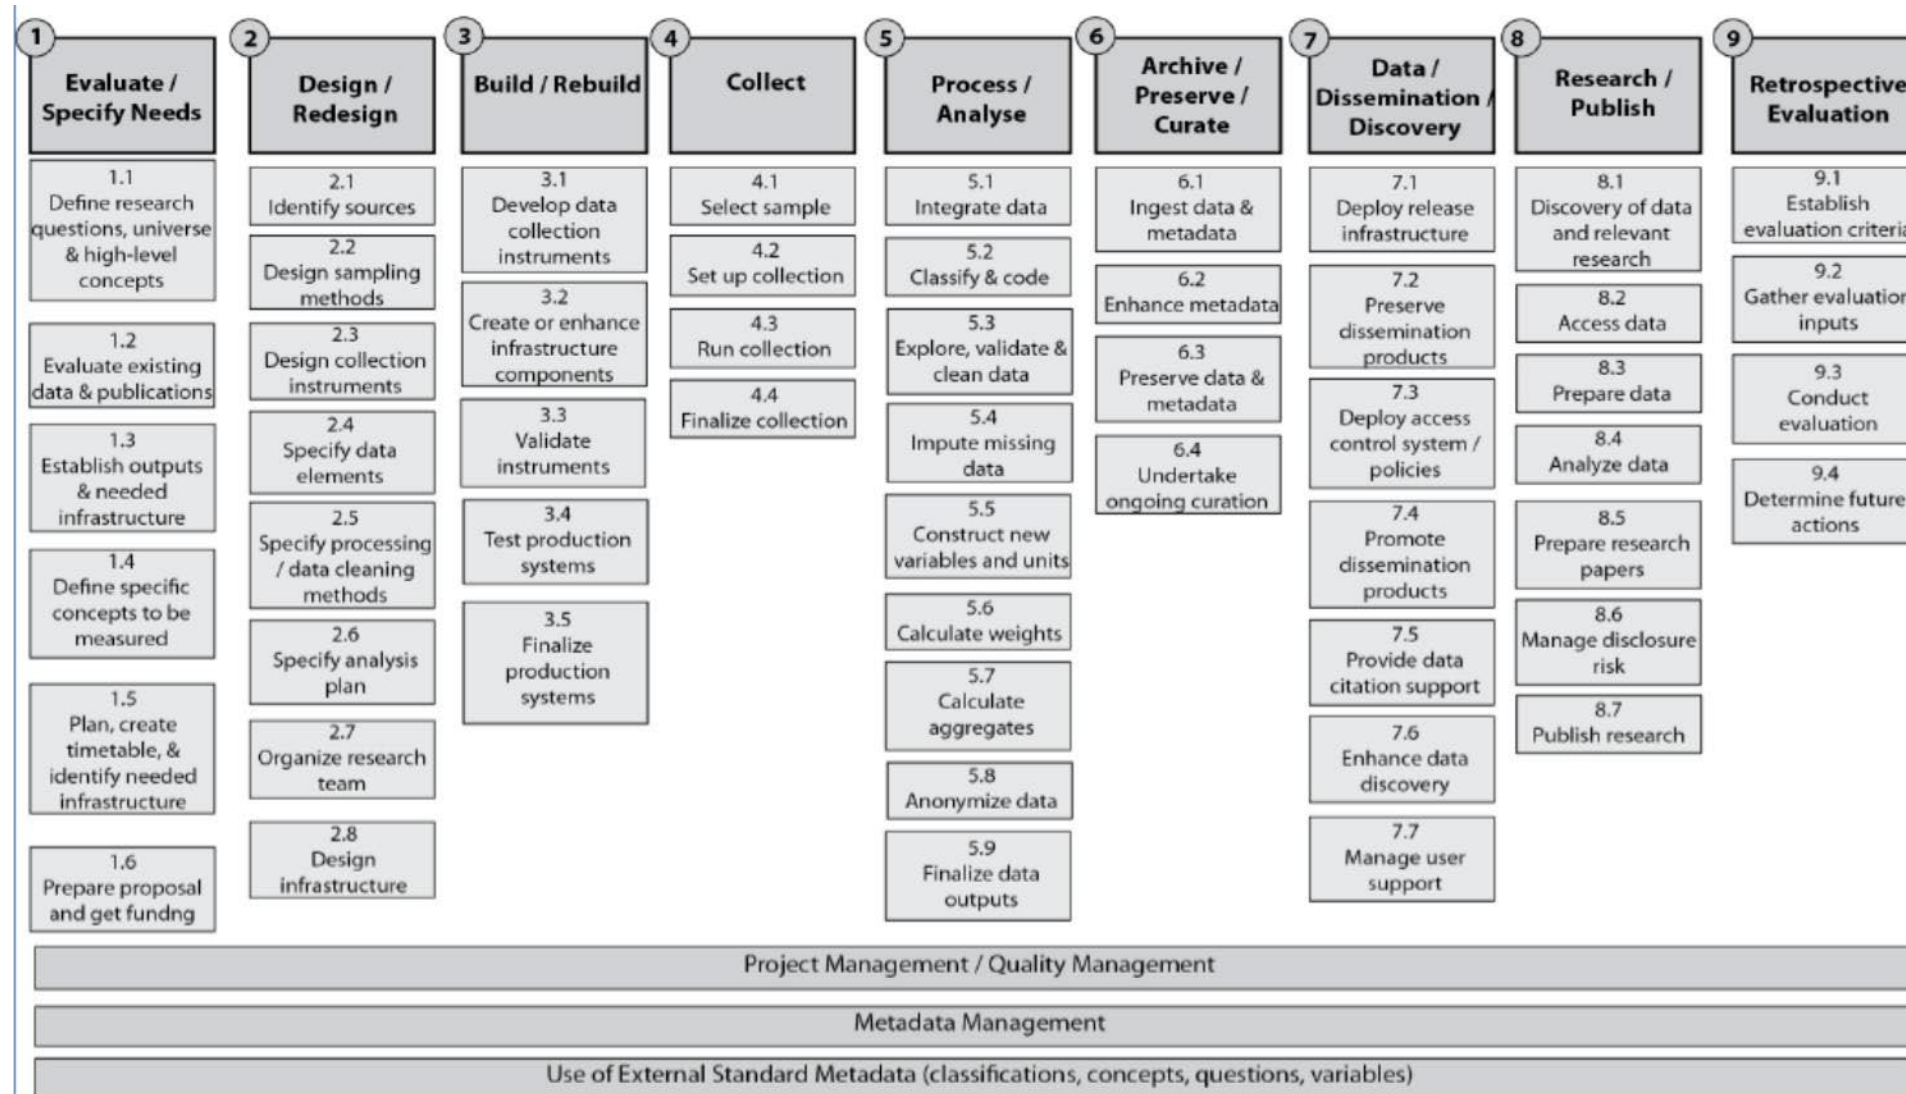 1
Evaluate /
Specify Needs
1.1
Define research
questions, universe
& high-level
concepts
1.2
Evaluate existing
data & publications
1.3
Establish outputs
& needed
infrastructure
1.4
Define specific
concepts to be
measured
1.5
Plan, create
timetable, &
identify needed
infrastructure
1.6
Prepare proposal
and get fundng
2
Design /
Redesign
2.1
Identify sources
2.2
Design sampling
methods
2.3
Design collection
instruments
2.4
Specify data
elements
2.5
Specify processing
/ data cleaning
methods
2.6
Specify analysis
plan
2.7
Organize research
team
2.8
Design
infrastructure
3
Build / Rebuild
3.1
Develop data
collection
instruments
3.2
Create or enhance
infrastructure
components
3.3
Validate
instruments
3.4
Test production
systems
3.5
Finalize
production
systems
4
Collect
4.1
Select sample
4.2
Set up collection
4.3
Run collection
4.4
Finalize collection
5
Process /
Analyse
5.1
Integrate data
5.2
Classify & code
5.3
Explore, validate &
clean data
5.4
Impute missing
data
5.5
Construct new
variables and units
5.6
Calculate weights
5.7
Calculate
aggregates
5.8
Anonymize data
5.9
Finalize data
outputs
6
Archive /
Preserve /
Curate
6.1
Ingest data &
metadata
6.2
Enhance metadata
6.3
Preserve data &
metadata
6.4
Undertake
ongoing curation
7
Data /
Dissemination /
Discovery
7.1
Deploy release
infrastructure
7.2
Preserve
dissemination
products
7.3
Deploy access
control system /
policies
7.4
Promote
dissemination
products
7.5
Provide data
citation support
7.6
Enhance data
discovery
7.7
Manage user
support
8
Research /
Publish
8.1
Discovery of data
and relevant
research
8.2
Access data
8.3
Prepare data
8.4
Analyze data
8.5
Prepare research
papers
8.6
Manage disclosure
risk
8.7
Publish research
9
Retrospective
Evaluation
9.1
Establish
evaluation criteria
9.2
Gather evaluation
inputs
9.3
Conduct
evaluation
9.4
Determine future
actions
Project Management / Quality Management
Metadata Management
Use of External Standard Metadata (classifications, concepts, questions, variables)